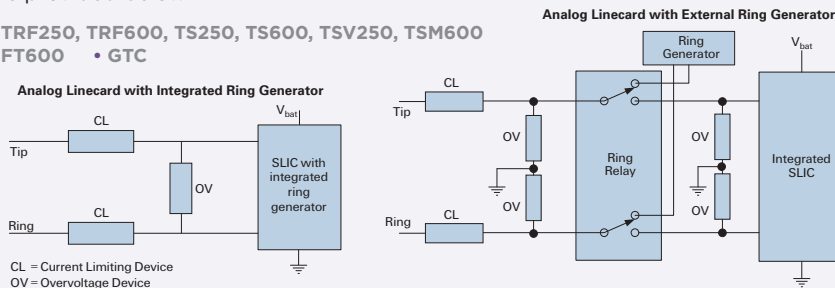 TRF250, TRF600, TS250, TS600, TSV250, TSM600
FT600 • GTC
Analog Linecard with Integrated Ring Generator
V_bat
CL
Tip
OV
SLIC with
integrated
ring
generator
CL
Ring
CL = Current Limiting Device
OV = Overvoltage Device
Analog Linecard with External Ring Generator
Ring
Generator
V_bat
CL
Tip
OV
OV
Ring
Relay
OV
OV
Integrated
SLIC
Ring
CL